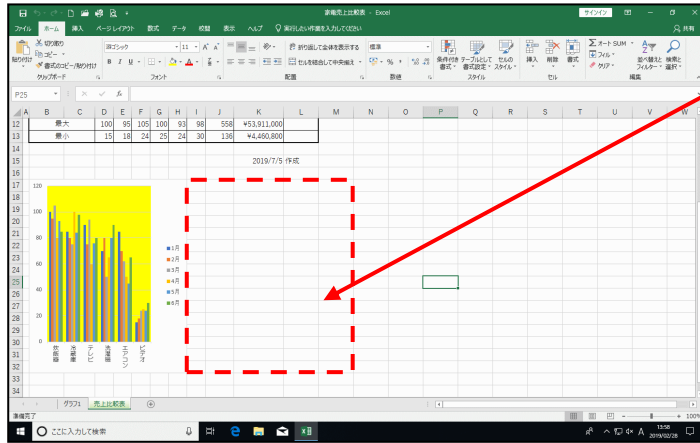 家電売上比較表 - Excel
サインイン
ファイル ホーム 挿入 ページ レイアウト 数式 データ 校閲 表示 ヘルプ 実行したい作業を入力してください 共有
切り取り
コピー
書式のコピー/貼り付け
貼り付け
游ゴシック 11 A A
B I U
折り返して全体を表示する
セルを結合して中央揃え
標準
%
条件付き書式 テーブルとして書式設定 セルのスタイル
挿入 削除 書式
オート SUM
フィル
クリア
並べ替えとフィルター 検索と選択
クリップボード フォント 配置 数値 スタイル セル 編集
P25 fx
A B C D E F G H I J K L M N O P Q R S T U V W
12 最大 100 95 105 100 93 98 558 ¥53,911,000
13 最小 15 18 24 25 24 30 136 ¥4,460,800
14
15 2019/7/5 作成
16
17
18
19
20
21
22
23
24
25
26
27
28
29
30
31
32
33
34
120
100
80
60
40
20
0
炊飯器 冷蔵庫 テレビ 洗濯機 エアコン ビデオ
1月
2月
3月
4月
5月
6月
グラフ1 売上比較表
準備完了 100%
ここに入力して検索
A 13:58
2019/02/28